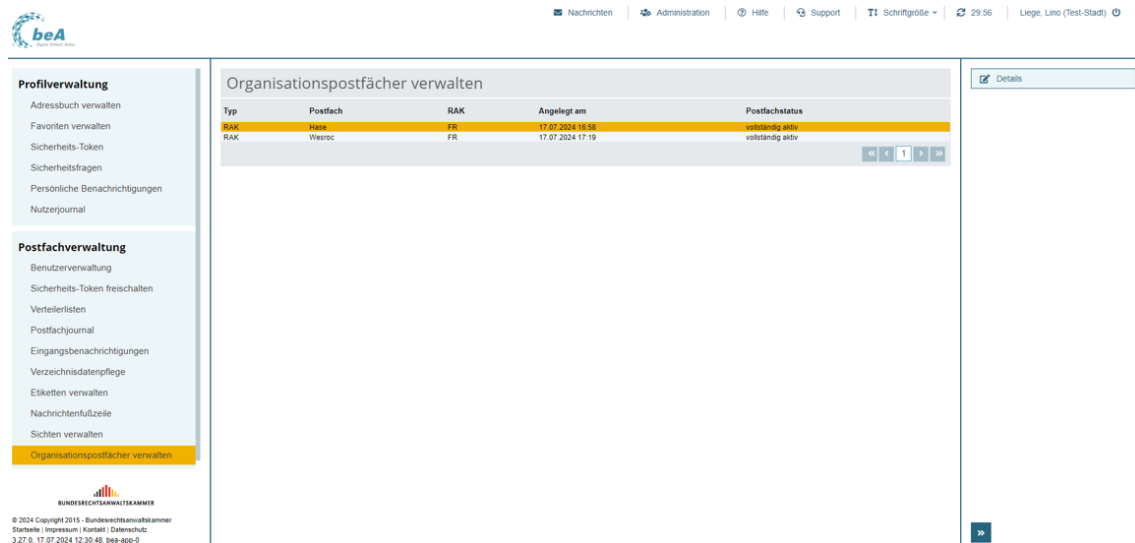 Nachrichten Administration Hilfe Support Schriftgröße 29:56 Liege, Lino (Test-Stadt)
beA
Digital. Einfach. Sicher.
Profilverwaltung
Adressbuch verwalten
Favoriten verwalten
Sicherheits-Token
Sicherheitsfragen
Persönliche Benachrichtigungen
Nutzerjournal
Postfachverwaltung
Benutzerverwaltung
Sicherheits-Token freischalten
Verteilerlisten
Postfachjournal
Eingangsbenachrichtigungen
Verzeichnisdatenpflege
Etiketten verwalten
Nachrichtenfußzeile
Sichten verwalten
Organisationspostfächer verwalten
BUNDESRECHTSANWALTSKAMMER
© 2024 Copyright 2015 - Bundesrechtsanwaltskammer
Startseite | Impressum | Kontakt | Datenschutz
3.27.0, 17.07.2024 12:30:48, bea-app-0
Organisationspostfächer verwalten
Typ Postfach RAK Angelegt am Postfachstatus
RAK Hase FR 17.07.2024 16:58 vollständig aktiv
RAK Wesroc FR 17.07.2024 17:19 vollständig aktiv
« ‹ 1 › »
Details
»